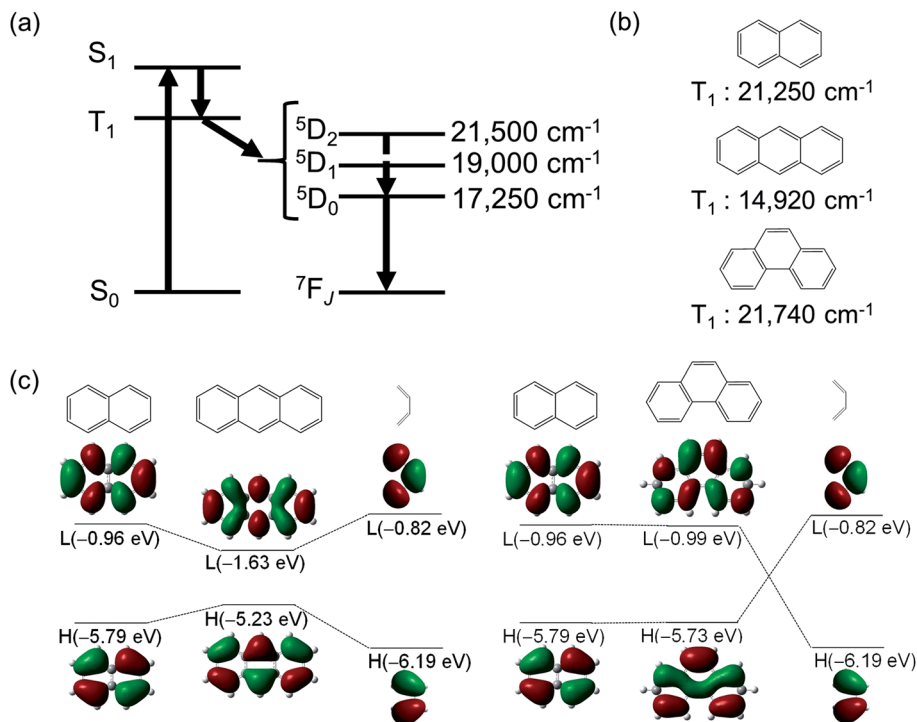 (a)
S₁
T₁
S₀
⁵D₂ 21,500 cm⁻¹
⁵D₁ 19,000 cm⁻¹
⁵D₀ 17,250 cm⁻¹
⁷F_J
(b)
T₁ : 21,250 cm⁻¹
T₁ : 14,920 cm⁻¹
T₁ : 21,740 cm⁻¹
(c)
L(−0.96 eV)
L(−1.63 eV)
L(−0.82 eV)
H(−5.79 eV)
H(−5.23 eV)
H(−6.19 eV)
L(−0.96 eV)
L(−0.99 eV)
L(−0.82 eV)
H(−5.79 eV)
H(−5.73 eV)
H(−6.19 eV)